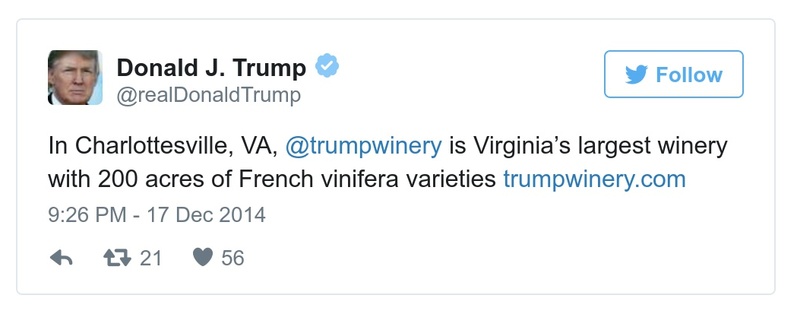 Donald J. Trump
@realDonaldTrump
Follow
In Charlottesville, VA, @trumpwinery is Virginia’s largest winery
with 200 acres of French vinifera varieties trumpwinery.com
9:26 PM - 17 Dec 2014
21 56